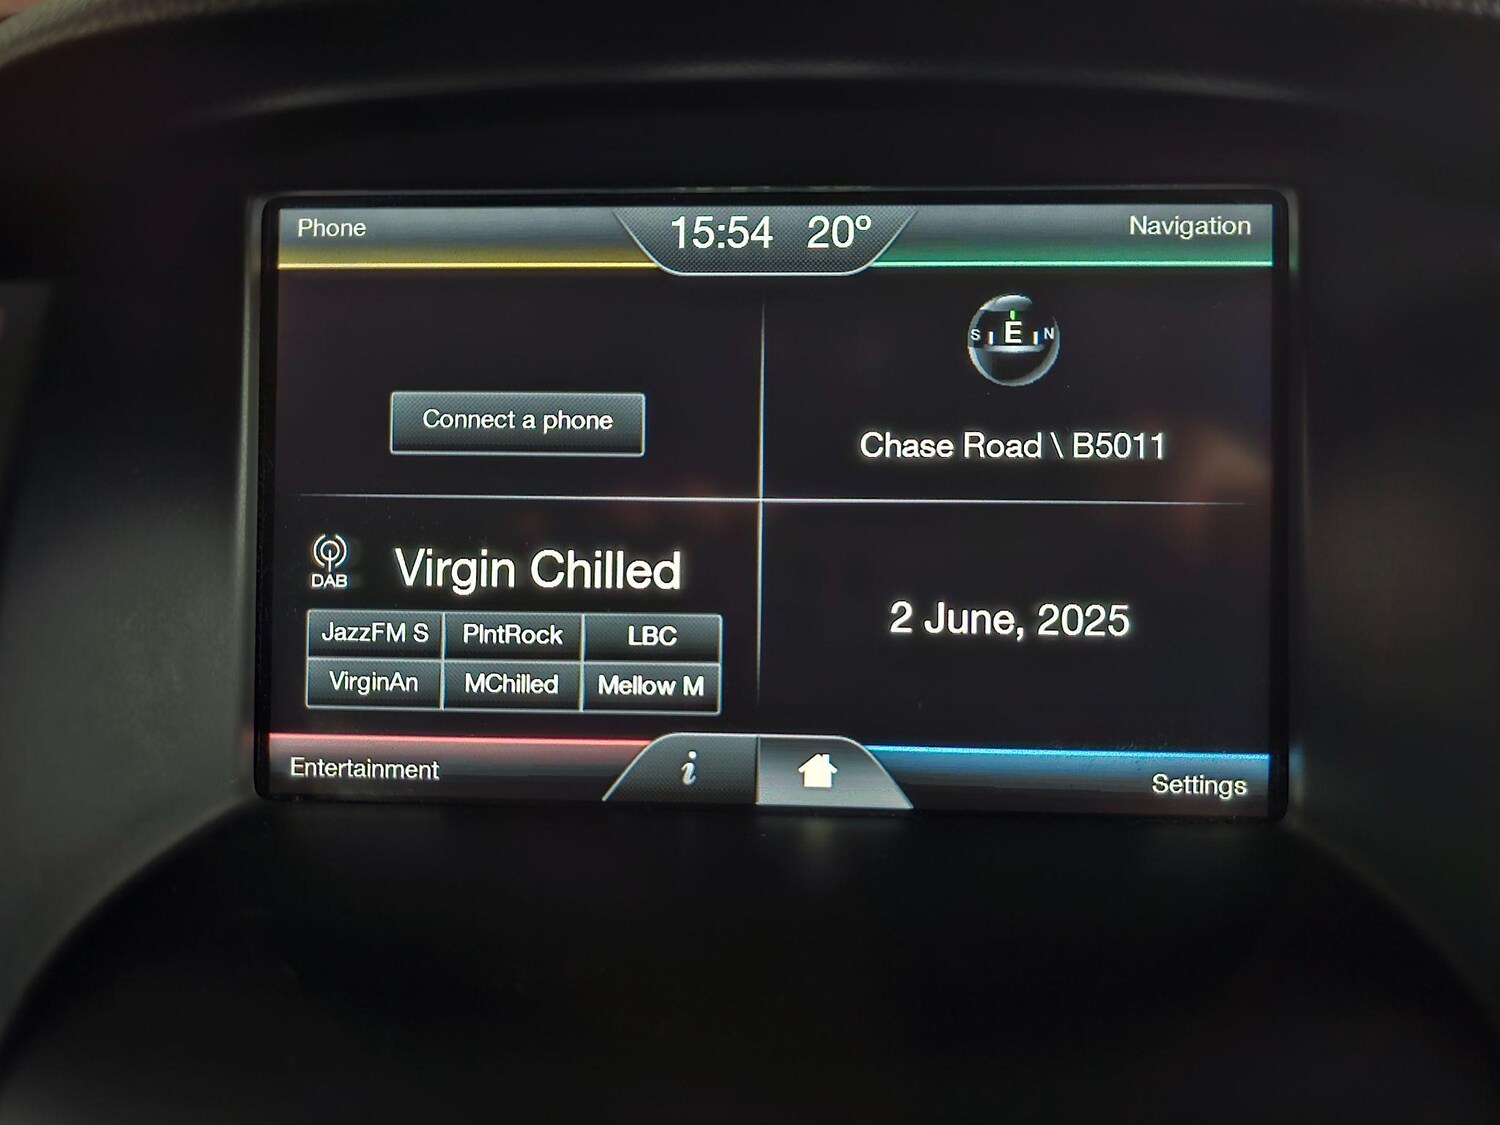 Phone
15:54 20º
Navigation
S E N
Connect a phone
Chase Road \ B5011
DAB
Virgin Chilled
JazzFM S PlntRock LBC
VirginAn MChilled Mellow M
2 June, 2025
Entertainment
i
Settings